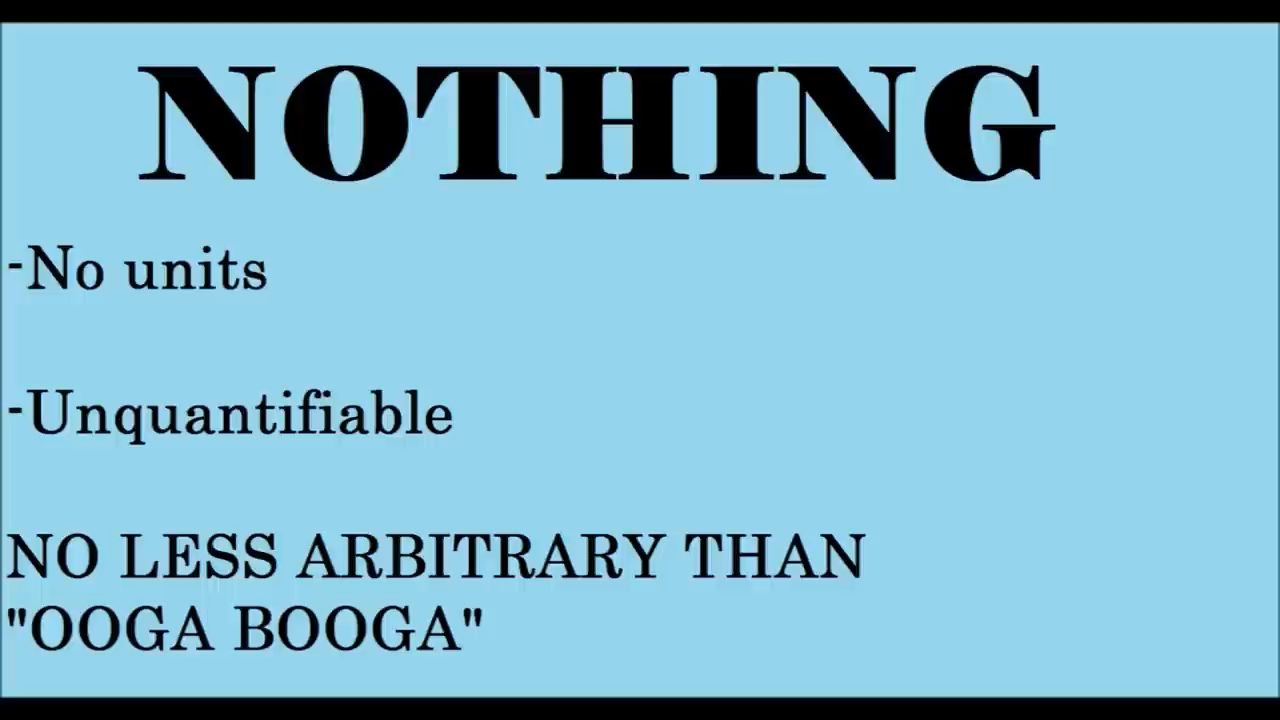 NOTHING
-No units
-Unquantifiable
NO LESS ARBITRARY THAN
"OOGA BOOGA"